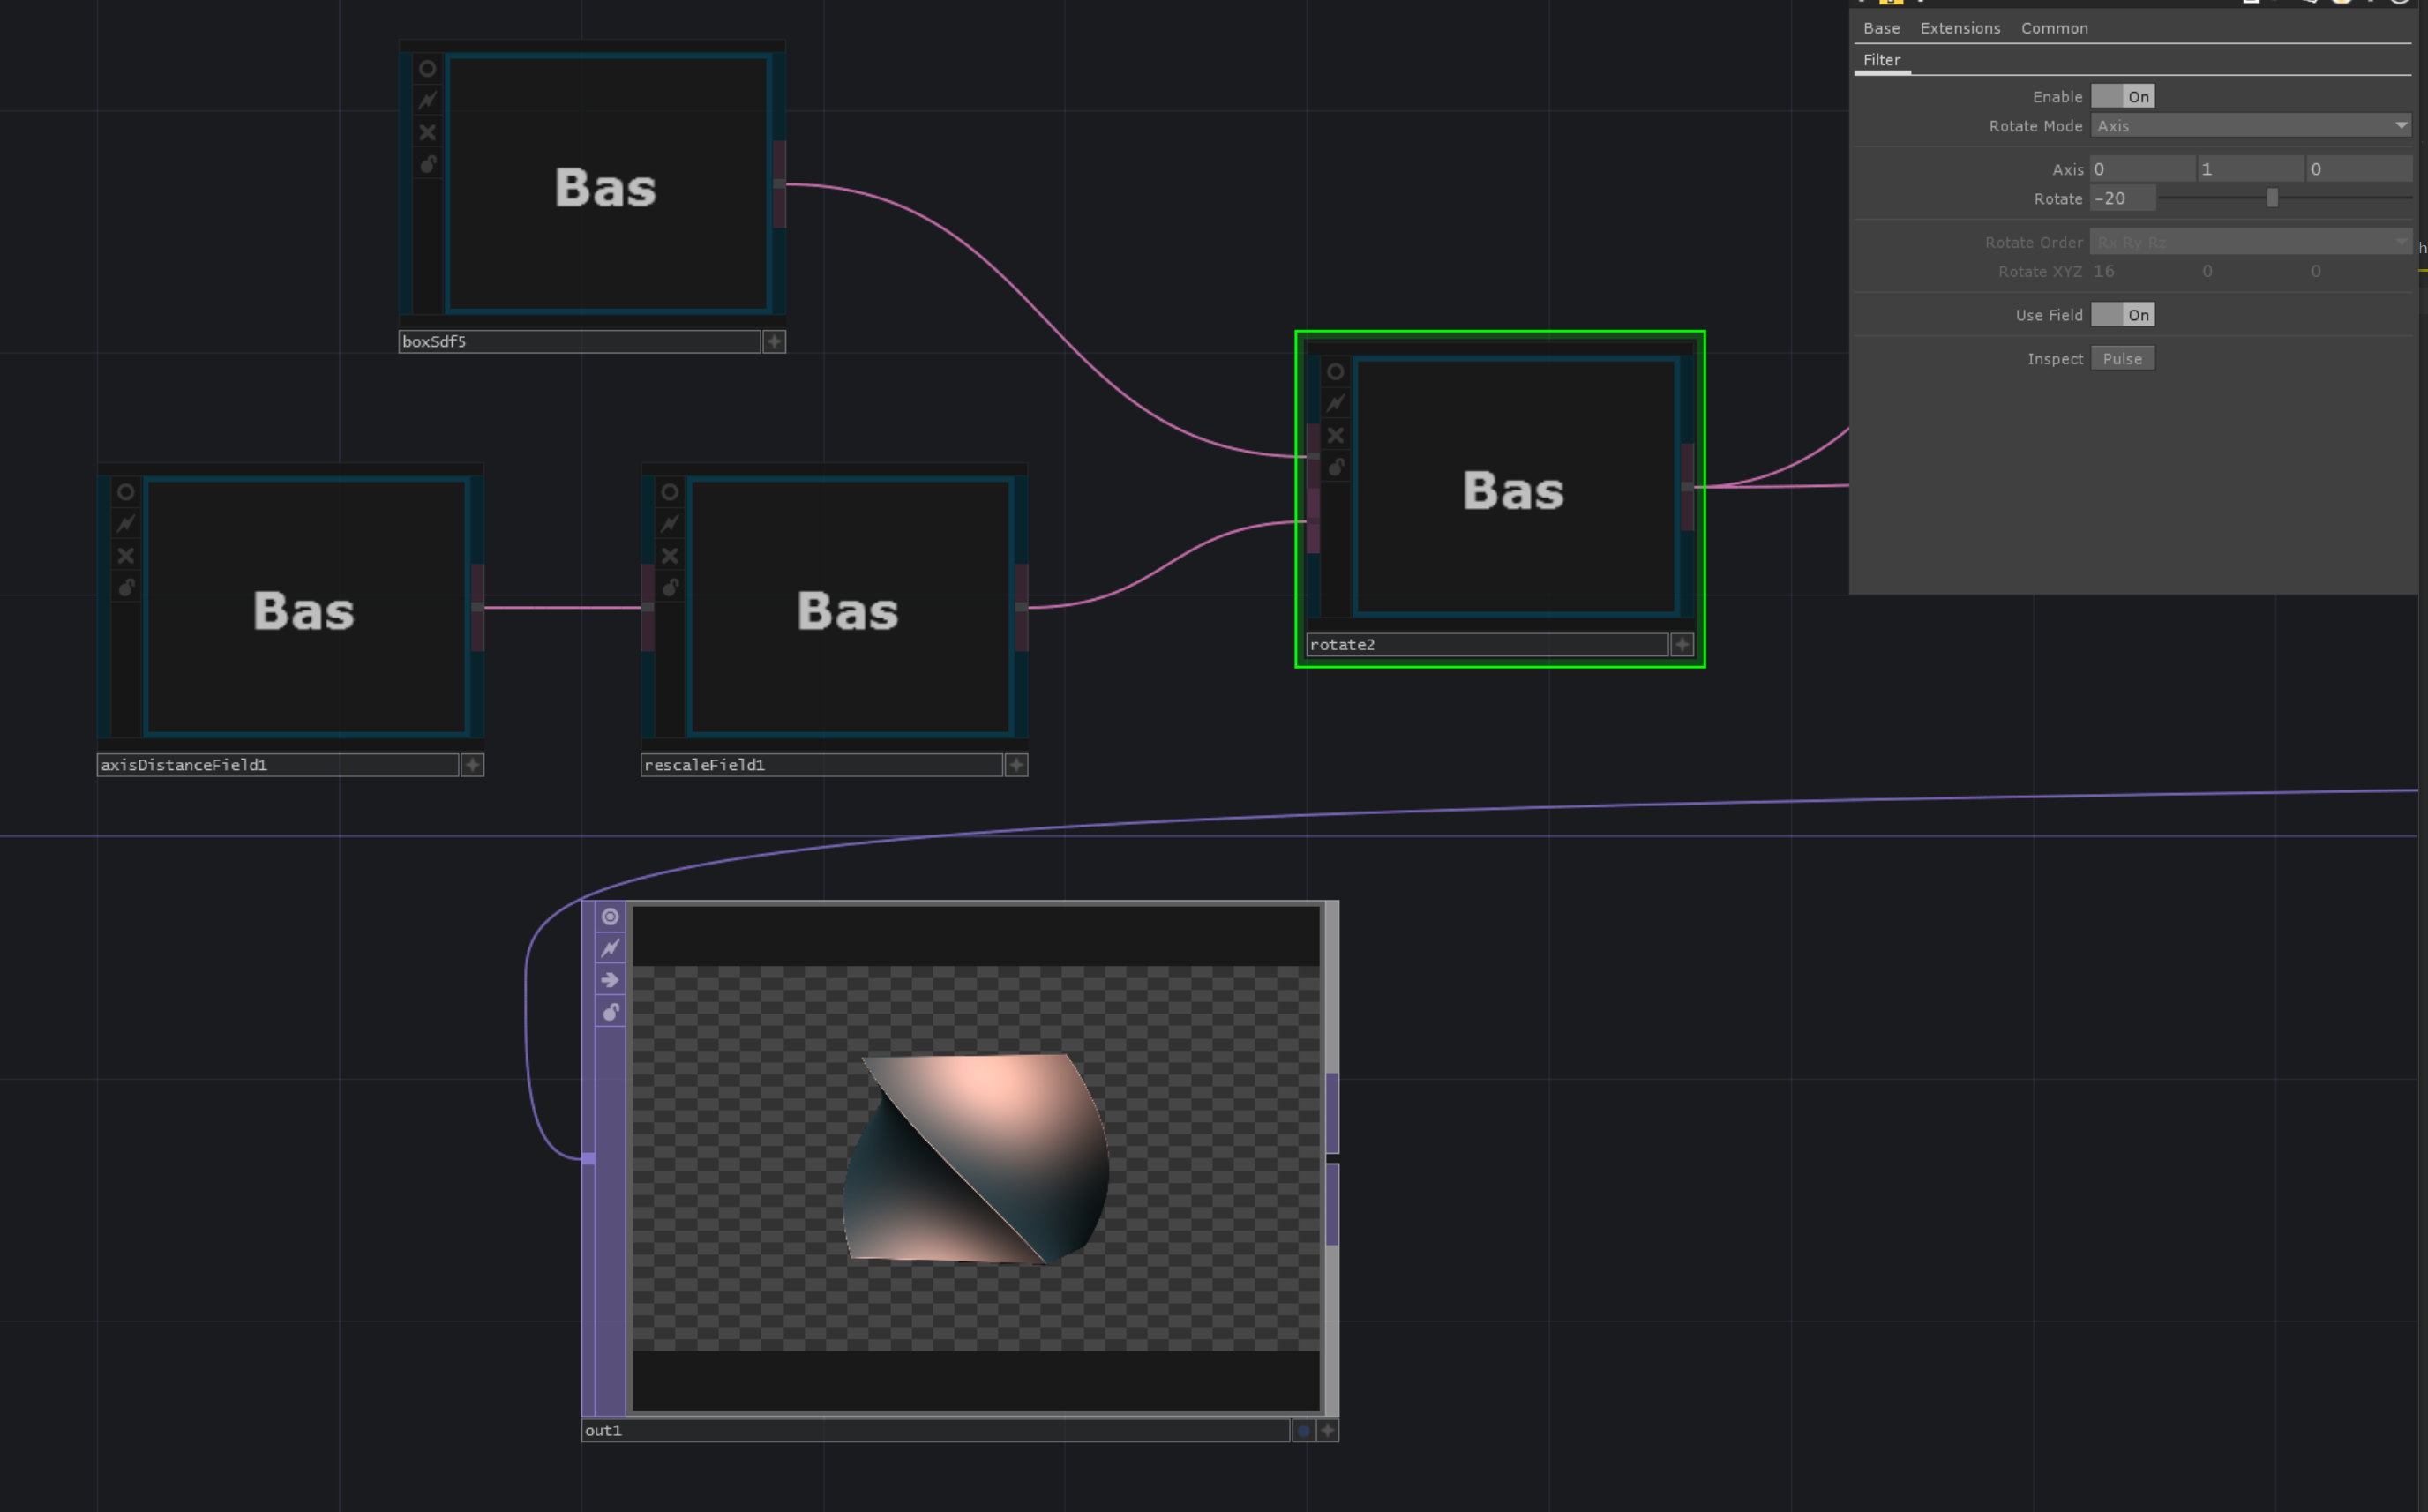 Base Extensions Common
Filter
Enable On
Rotate Mode Axis
Axis 0 1 0
Rotate -20
Rotate Order Rx Ry Rz
Rotate XYZ 16 0 0
Use Field On
Inspect Pulse
Bas
boxSdf5
Bas
rotate2
Bas
axisDistanceField1
Bas
rescaleField1
out1